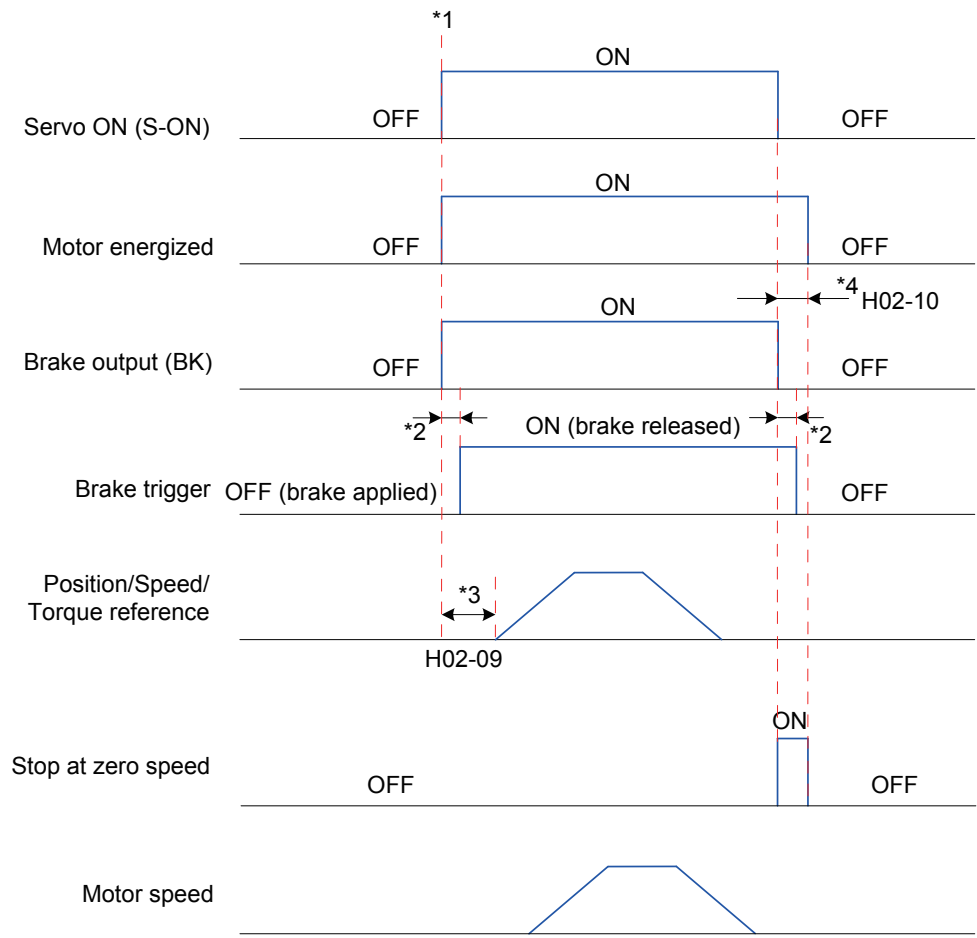 *1
ON
Servo ON (S-ON)
OFF
OFF
ON
Motor energized
OFF
OFF
*4
H02-10
ON
Brake output (BK)
OFF
OFF
*2
ON (brake released)
*2
Brake trigger
OFF (brake applied)
OFF
Position/Speed/
Torque reference
*3
H02-09
ON
Stop at zero speed
OFF
OFF
Motor speed